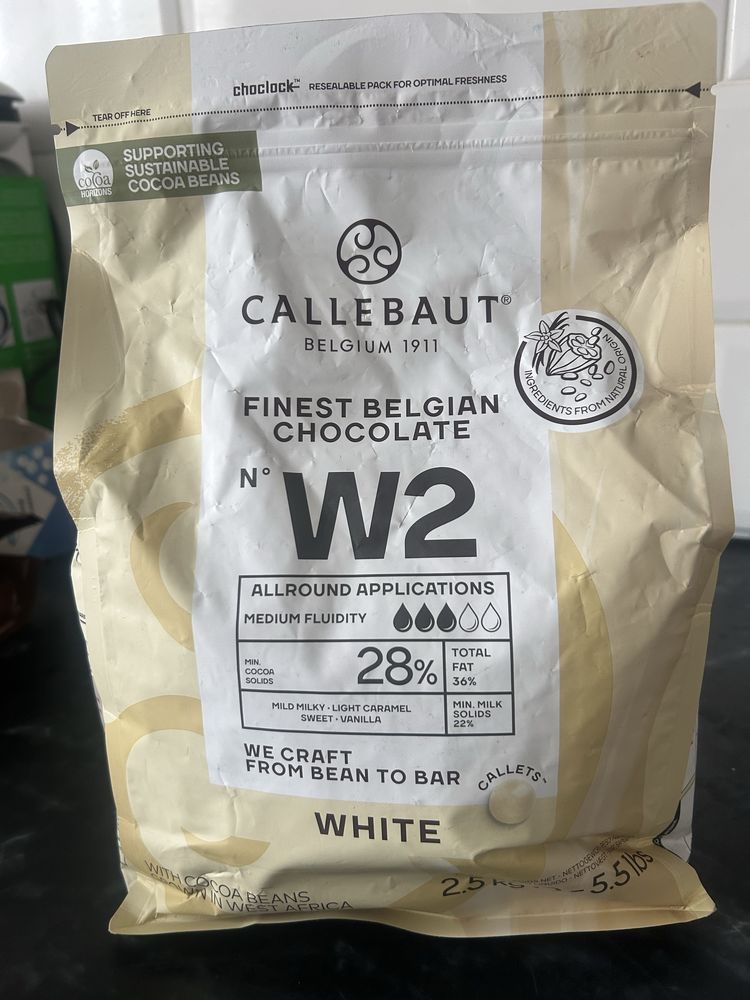 choclock™ RESEALABLE PACK FOR OPTIMAL FRESHNESS
TEAR OFF HERE
cocoa
HORIZONS
SUPPORTING
SUSTAINABLE
COCOA BEANS
CALLEBAUT®
BELGIUM 1911
INGREDIENTS FROM NATURAL ORIGIN
FINEST BELGIAN
CHOCOLATE
N° W2
ALLROUND APPLICATIONS
MEDIUM FLUIDITY
MIN.
COCOA
SOLIDS
28%
TOTAL
FAT
36%
MILD MILKY · LIGHT CARAMEL
SWEET · VANILLA
MIN. MILK
SOLIDS
22%
WE CRAFT
FROM BEAN TO BAR
CALLETS™
WHITE
WITH COCOA BEANS
GROWN IN WEST AFRICA
2.5 KG
5.5 lbs